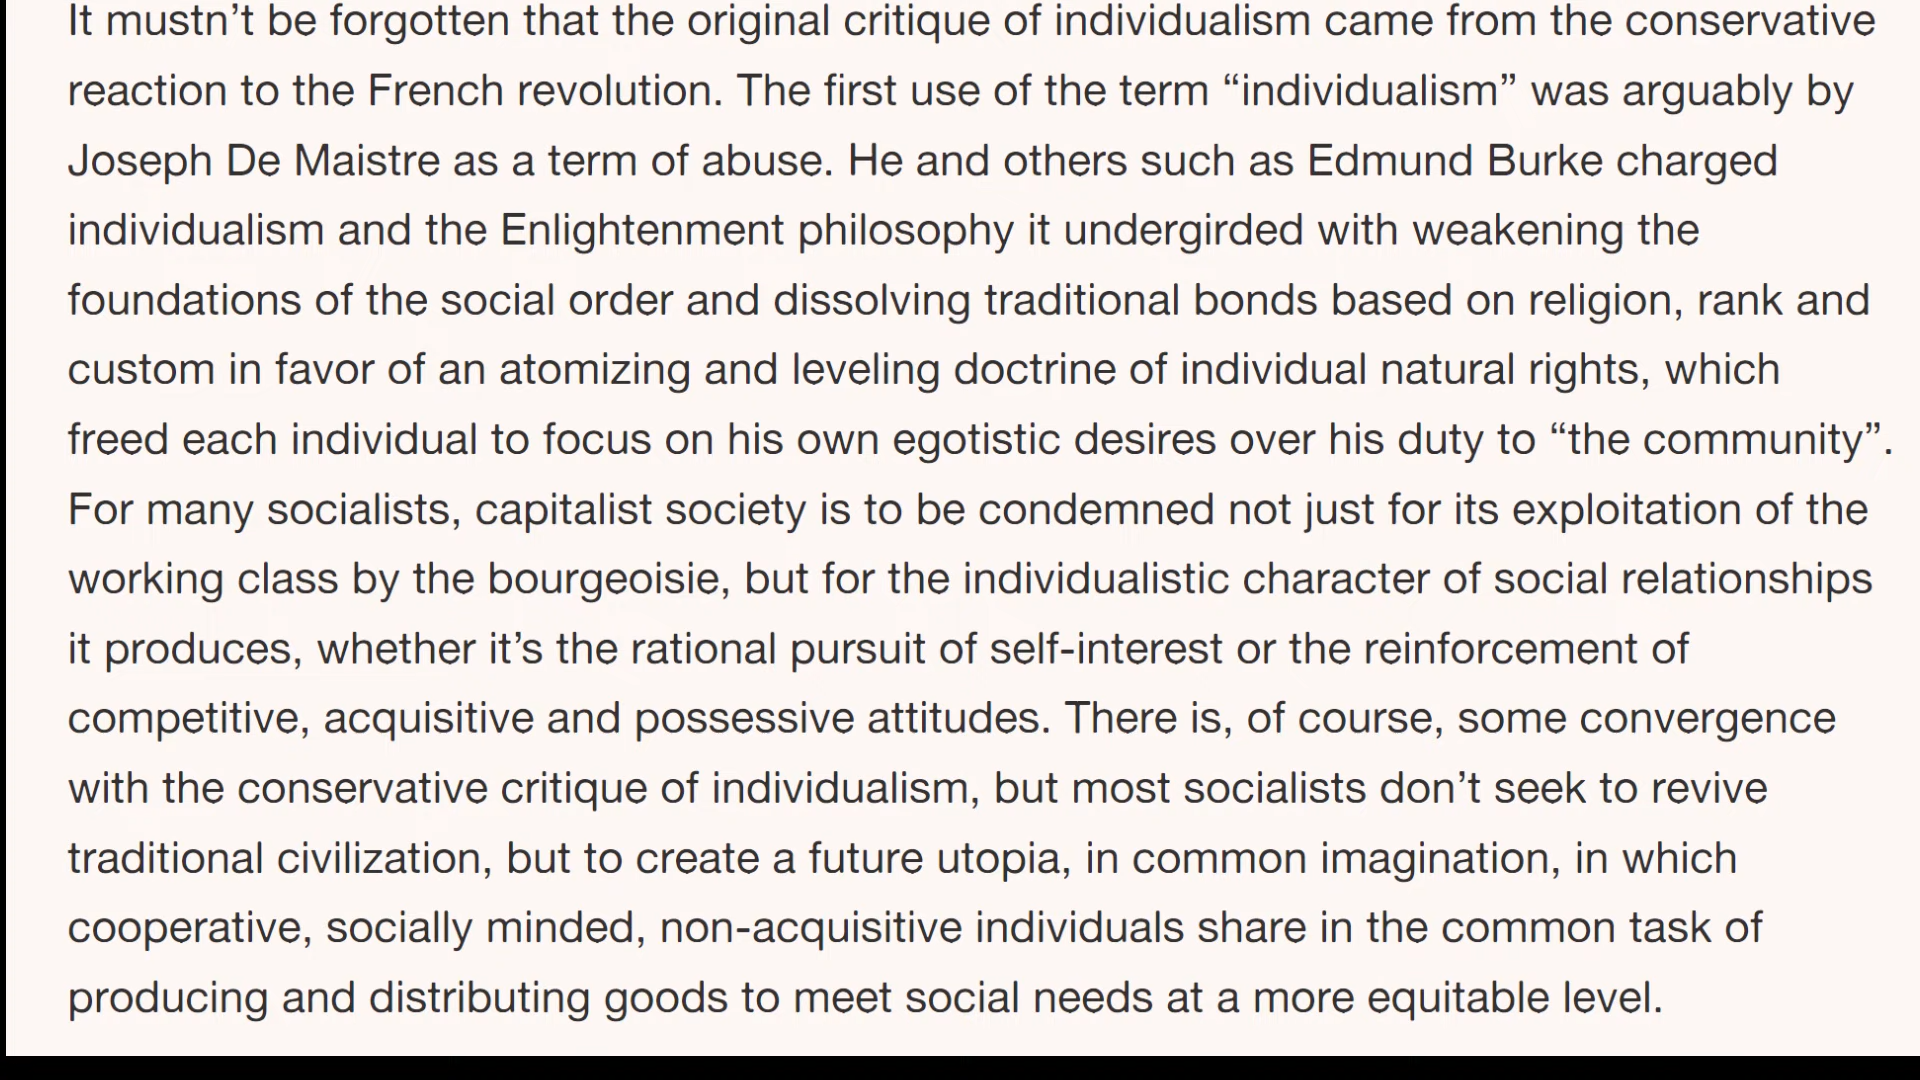 It mustn’t be forgotten that the original critique of individualism came from the conservative
reaction to the French revolution. The first use of the term “individualism” was arguably by
Joseph De Maistre as a term of abuse. He and others such as Edmund Burke charged
individualism and the Enlightenment philosophy it undergirded with weakening the
foundations of the social order and dissolving traditional bonds based on religion, rank and
custom in favor of an atomizing and leveling doctrine of individual natural rights, which
freed each individual to focus on his own egotistic desires over his duty to “the community”.
For many socialists, capitalist society is to be condemned not just for its exploitation of the
working class by the bourgeoisie, but for the individualistic character of social relationships
it produces, whether it’s the rational pursuit of self-interest or the reinforcement of
competitive, acquisitive and possessive attitudes. There is, of course, some convergence
with the conservative critique of individualism, but most socialists don’t seek to revive
traditional civilization, but to create a future utopia, in common imagination, in which
cooperative, socially minded, non-acquisitive individuals share in the common task of
producing and distributing goods to meet social needs at a more equitable level.